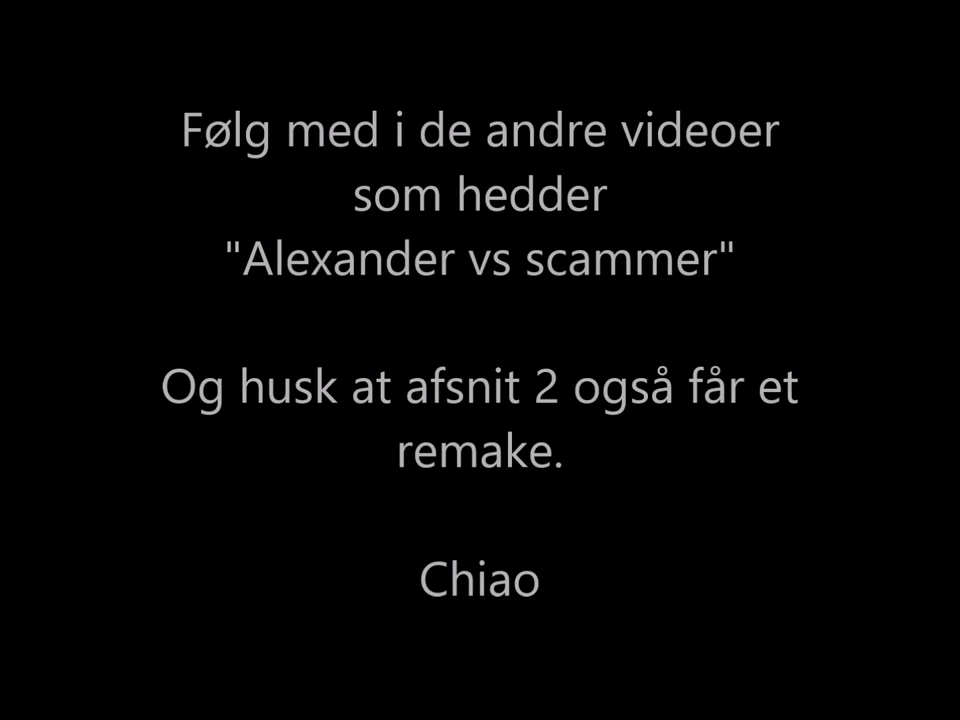 Følg med i de andre videoer
som hedder
"Alexander vs scammer"
Og husk at afsnit 2 også får et
remake.
Chiao